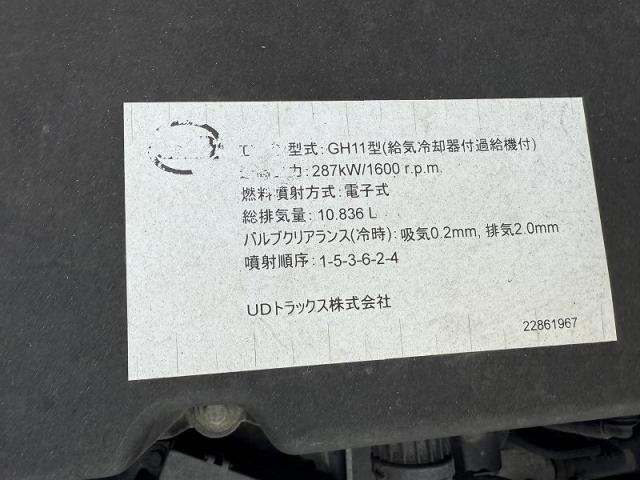 型式: GH11型(給気冷却器付過給機付)
力: 287kW/1600 r.p.m.
燃料噴射方式: 電子式
総排気量: 10.836 L
バルブクリアランス(冷時): 吸気0.2mm, 排気2.0mm
噴射順序: 1-5-3-6-2-4
UDトラックス株式会社
22861967